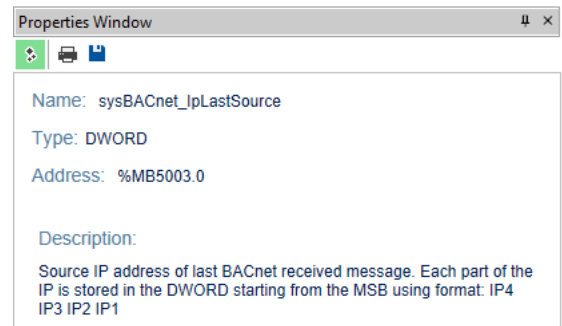 Properties Window
Name: sysBACnet_IpLastSource
Type: DWORD
Address: %MB5003.0
Description:
Source IP address of last BACnet received message. Each part of the
IP is stored in the DWORD starting from the MSB using format: IP4
IP3 IP2 IP1